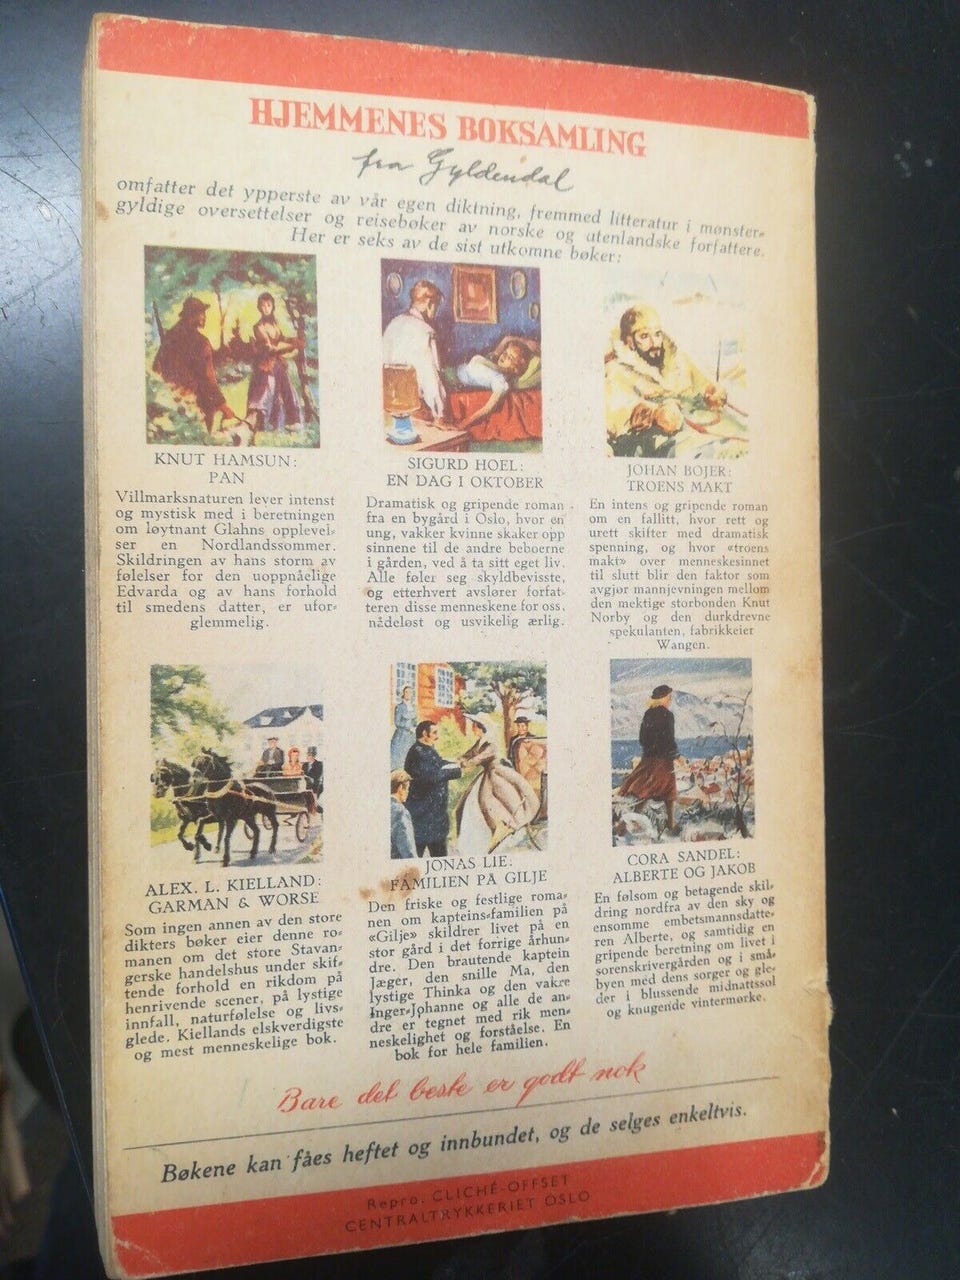 HJEMMENES BOKSAMLING
fra Gyldendal
omfatter det ypperste av vår egen diktning, fremmed litteratur i mønster=
gyldige oversettelser og reisebøker av norske og utenlandske forfattere.
Her er seks av de sist utkomne bøker:
KNUT HAMSUN:
PAN
Villmarksnaturen lever intenst
og mystisk med i beretningen
om løytnant Glahns opplevel=
ser en Nordlandssommer.
Skildringen av hans storm av
følelser for den uoppnåelige
Edvarda og av hans forhold
til smedens datter, er ufor=
glemmelig.
SIGURD HOEL:
EN DAG I OKTOBER
Dramatisk og gripende roman
fra en bygård i Oslo, hvor en
ung, vakker kvinne skaker opp
sinnene til de andre beboerne
i gården, ved å ta sitt eget liv.
Alle føler seg skyldbevisste,
og etterhvert avslører forfat=
teren disse menneskene for oss,
nådeløst og usvikelig ærlig.
JOHAN BOJER:
TROENS MAKT
En intens og gripende roman
om en fallitt, hvor rett og
urett skifter med dramatisk
spenning, og hvor «troens
makt» over menneskesinnet
til slutt blir den faktor som
avgjør mannjevningen mellom
den mektige storbonden Knut
Norby og den durkdrevne
spekulanten, fabrikkeier
Wangen.
ALEX. L. KIELLAND:
GARMAN & WORSE
Som ingen annen av den store
dikters bøker eier denne ro=
manen om det store Stavan=
gerske handelshus under skif=
tende forhold en rikdom på
henrivende scener, på lystige
innfall, naturfølelse og livs=
glede. Kiellands elskverdigste
og mest menneskelige bok.
JONAS LIE:
FAMILIEN PÅ GILJE
Den friske og festlige roma=
nen om kapteins=familien på
«Gilje» skildrer livet på en
stor gård i det forrige århun=
dre. Den brautende kaptein
Jæger, den snille Ma, den
lystige Thinka og den vakre
Inger=Johanne og alle de an=
dre er tegnet med rik men=
neskelighet og forståelse. En
bok for hele familien.
CORA SANDEL:
ALBERTE OG JAKOB
En følsom og betagende skil=
dring nordfra av den sky og
ensomme embetsmannsdatte=
ren Alberte, og samtidig en
gripende beretning om livet i
sorenskrivergården og i små=
byen med dens sorger og gle=
der i blussende midnattssol
og knugende vintermørke.
Bare det beste er godt nok
Bøkene kan fåes heftet og innbundet, og de selges enkeltvis.
Repro. CLICHÉ-OFFSET
CENTRALTRYKKERIET OSLO